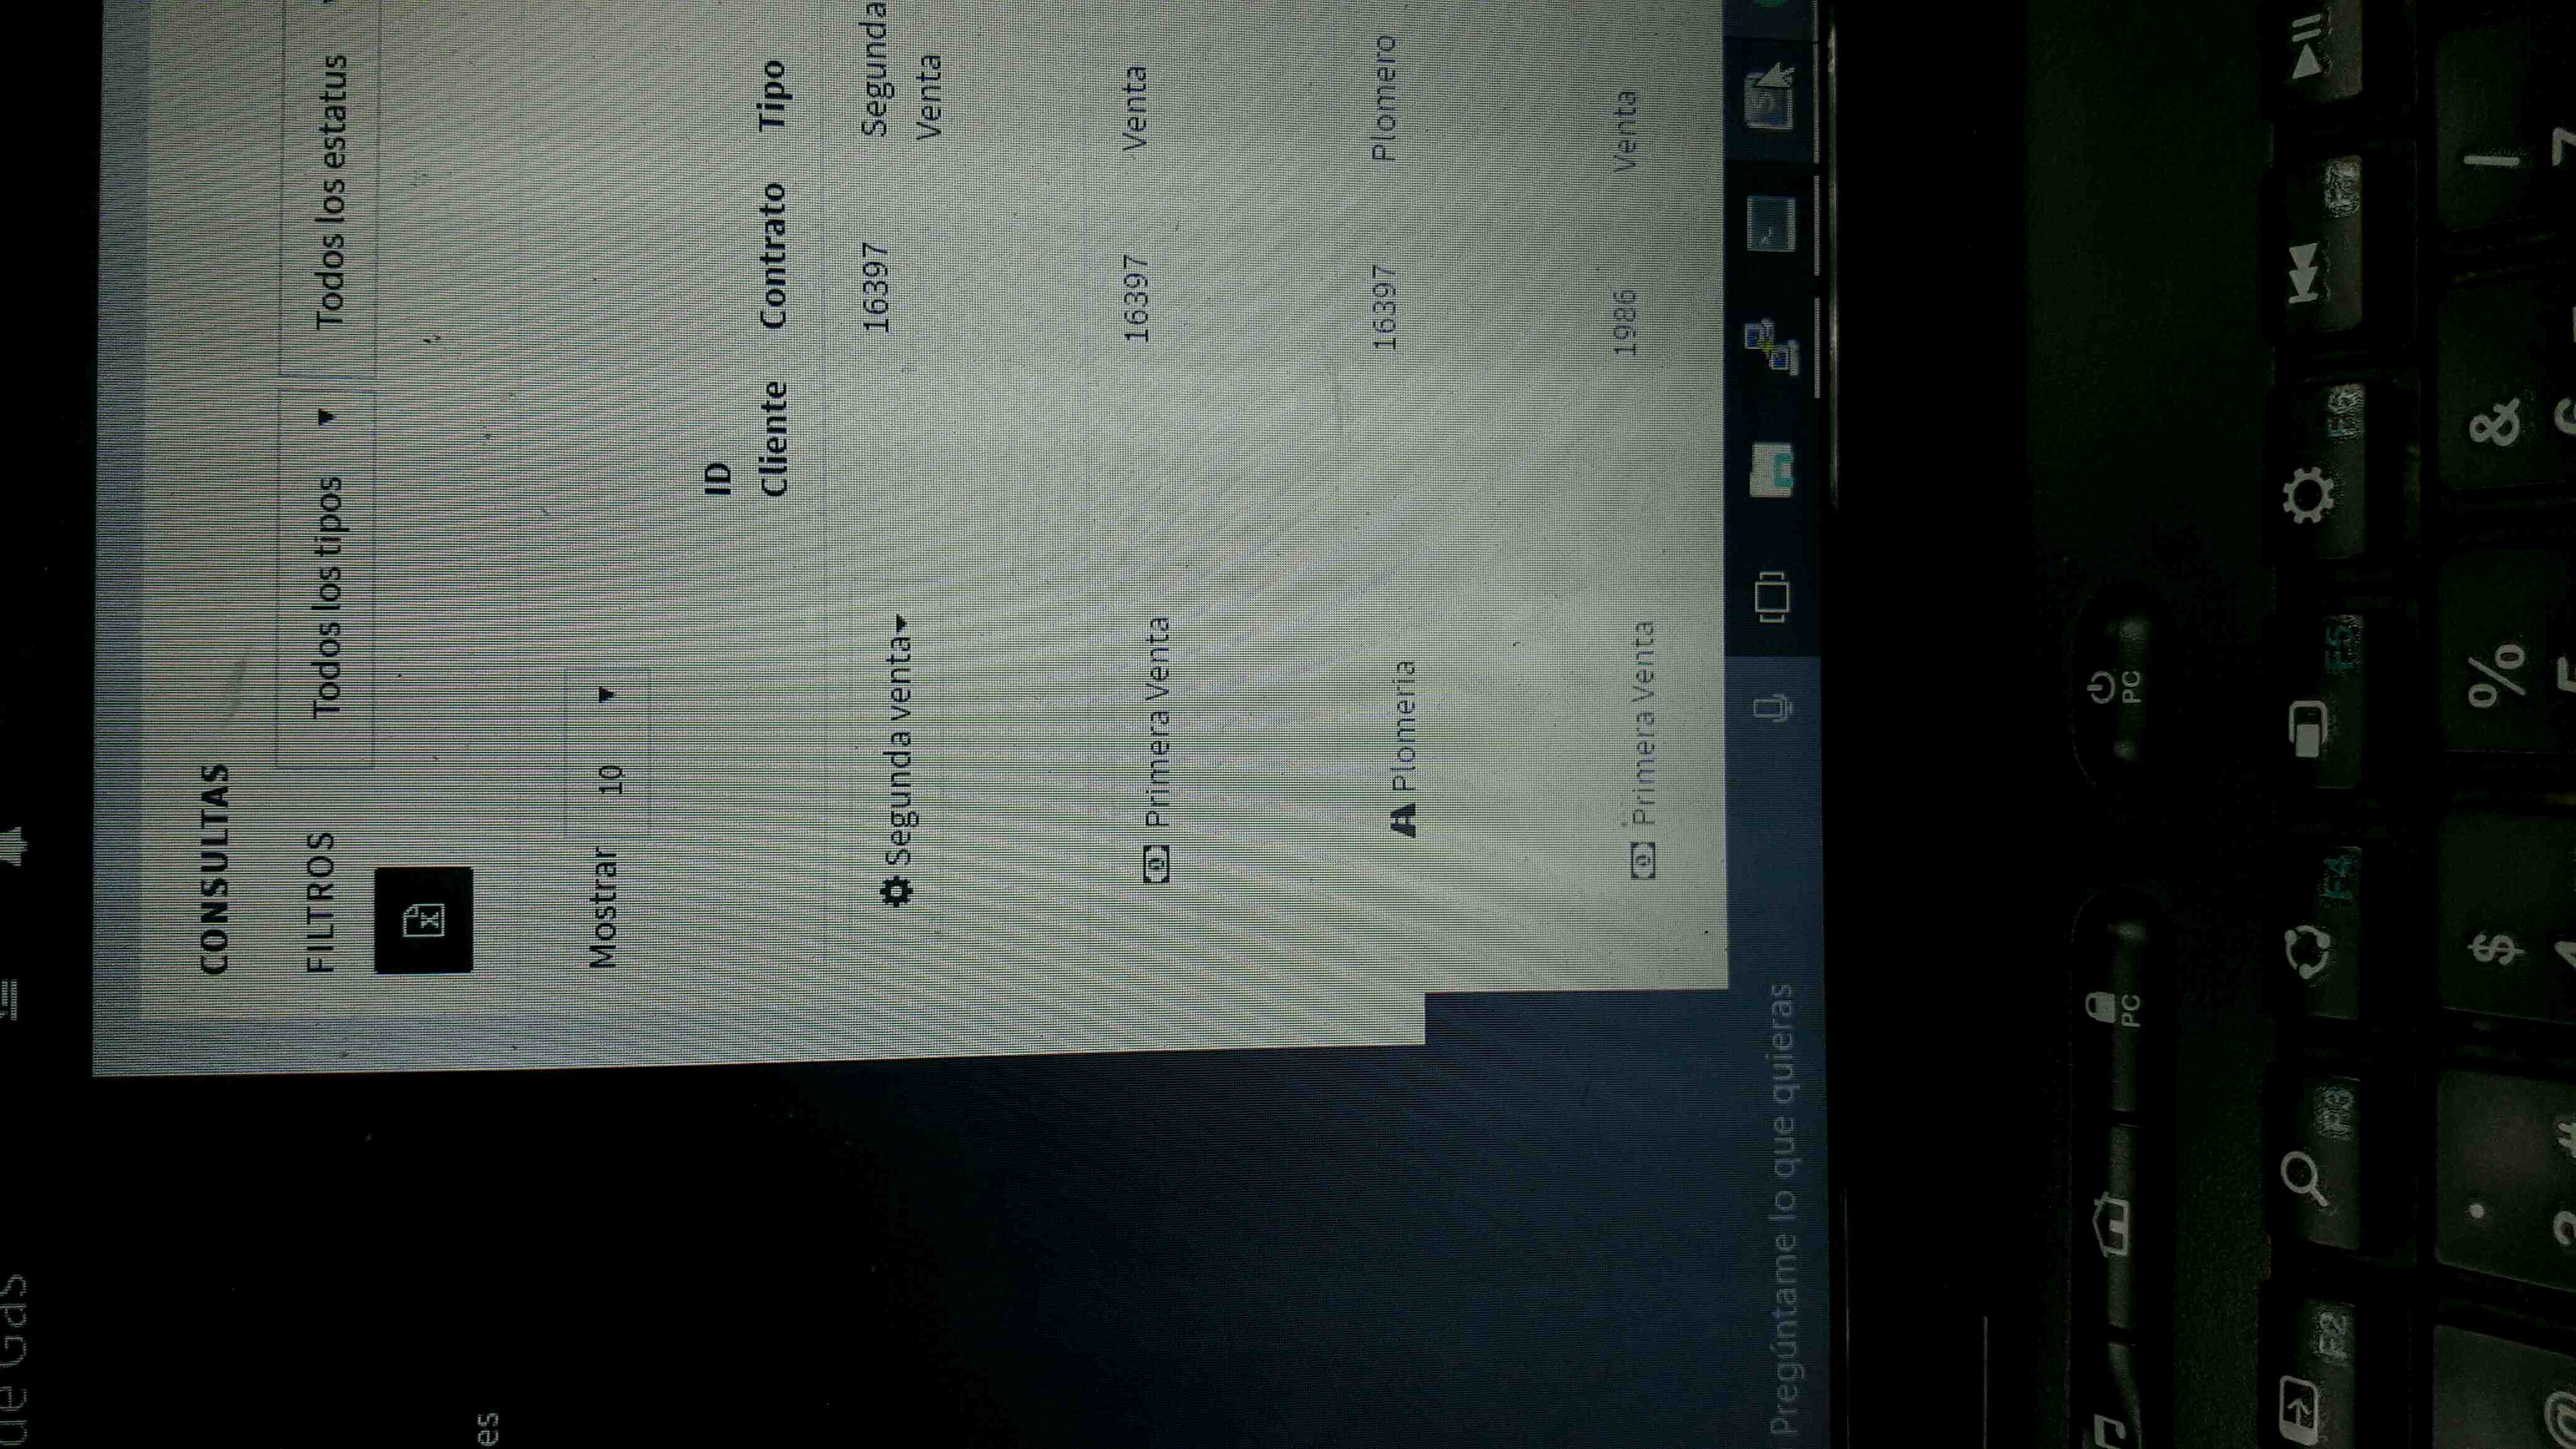 de Gas
es
CONSULTAS
FILTROS
Todos los tipos
Todos los estatus
Mostrar 10
ID
Cliente Contrato Tipo
Segunda venta 16397 Segunda
Venta
Primera Venta 16397 Venta
Plomeria 16397 Plomero
Primera Venta 1986 Venta
Pregúntame lo que quieras
PC PC
F2 F3 F4 F5 F6 F7
$ % &